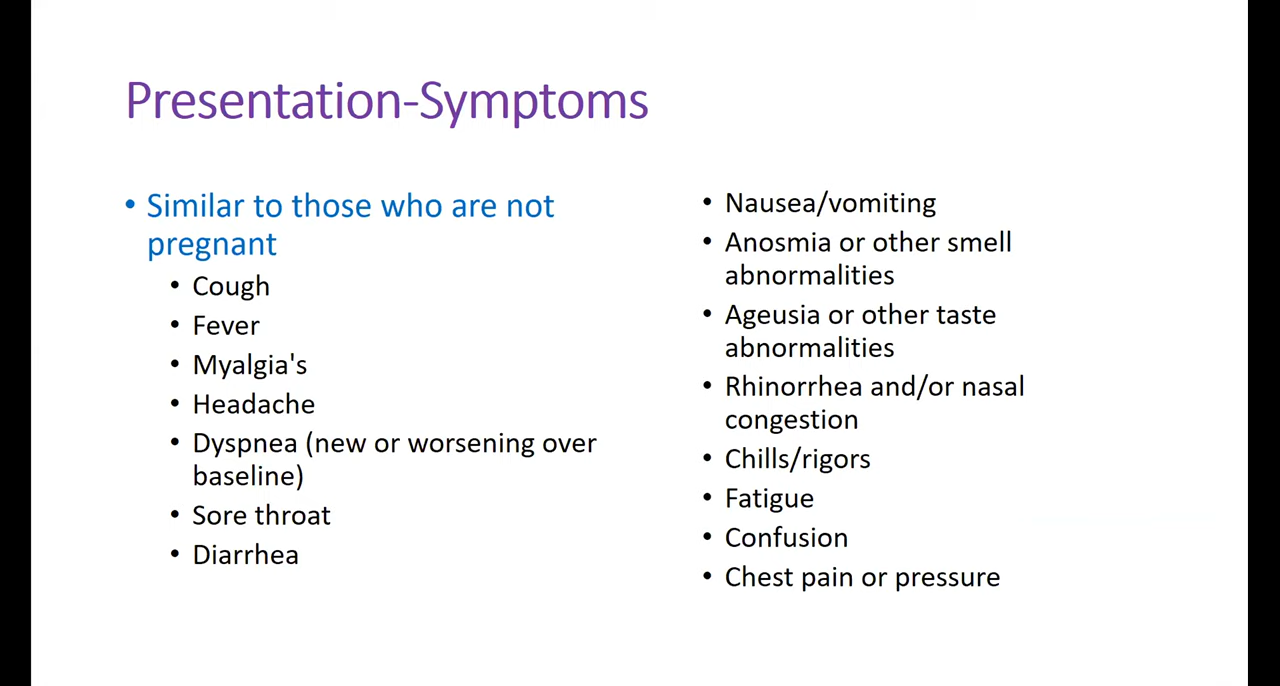 Presentation-Symptoms
• Similar to those who are not
pregnant
• Cough
• Fever
• Myalgia's
• Headache
• Dyspnea (new or worsening over
baseline)
• Sore throat
• Diarrhea
• Nausea/vomiting
• Anosmia or other smell
abnormalities
• Ageusia or other taste
abnormalities
• Rhinorrhea and/or nasal
congestion
• Chills/rigors
• Fatigue
• Confusion
• Chest pain or pressure